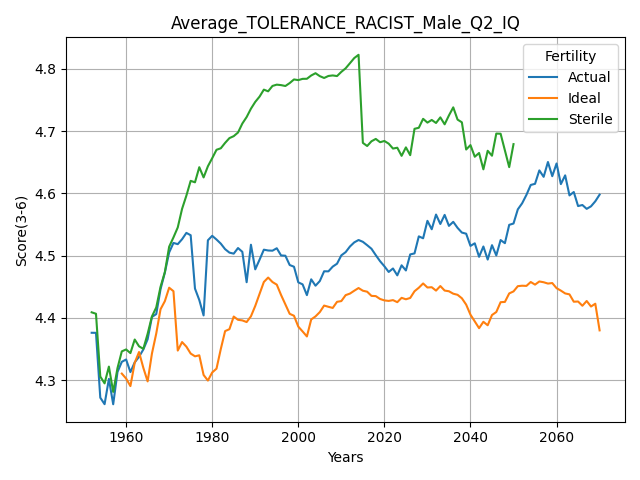 Average_TOLERANCE_RACIST_Male_Q2_IQ
Fertility
Actual
Ideal
Sterile
Score(3-6)
4.8
4.7
4.6
4.5
4.4
4.3
1960 1980 2000 2020 2040 2060
Years